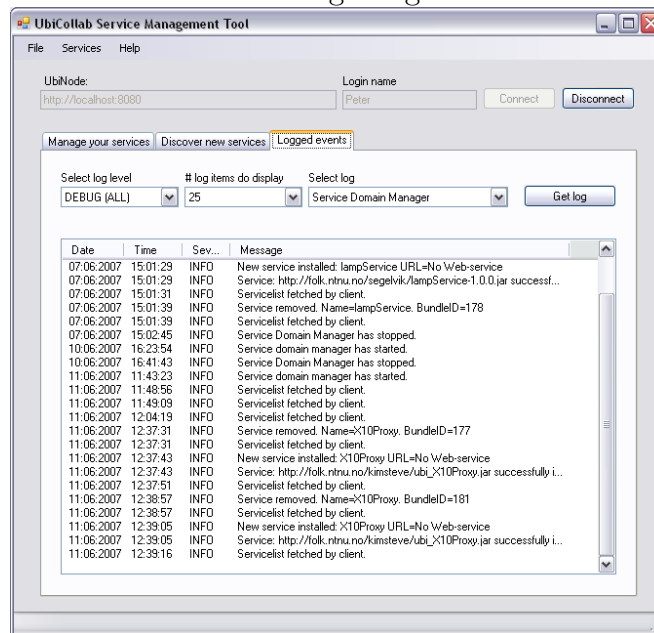 UbiCollab Service Management Tool
File Services Help
UbiNode: Login name
http://localhost:8080 Peter Connect Disconnect
Manage your services Discover new services Logged events
Select log level # log items do display Select log
DEBUG (ALL) 25 Service Domain Manager Get log
Date Time Sev... Message
07.06.2007 15:01:29 INFO New service installed: lampService URL=No Web-service
07.06.2007 15:01:29 INFO Service: http://folk.ntnu.no/segelvik/lampService-1.0.0.jar successf...
07.06.2007 15:01:31 INFO Servicelist fetched by client.
07.06.2007 15:01:39 INFO Service removed. Name=lampService. BundleID=178
07.06.2007 15:01:39 INFO Servicelist fetched by client.
07.06.2007 15:02:45 INFO Service Domain Manager has stopped.
10.06.2007 16:23:54 INFO Service domain manager has started.
10.06.2007 16:41:43 INFO Service Domain Manager has stopped.
11.06.2007 11:43:23 INFO Service domain manager has started.
11.06.2007 11:48:56 INFO Servicelist fetched by client.
11.06.2007 11:49:09 INFO Servicelist fetched by client.
11.06.2007 12:04:19 INFO Servicelist fetched by client.
11.06.2007 12:37:31 INFO Service removed. Name=X10Proxy. BundleID=177
11.06.2007 12:37:31 INFO Servicelist fetched by client.
11.06.2007 12:37:43 INFO New service installed: X10Proxy URL=No Web-service
11.06.2007 12:37:43 INFO Service: http://folk.ntnu.no/kimsteve/ubi_X10Proxy.jar successfully i...
11.06.2007 12:37:51 INFO Servicelist fetched by client.
11.06.2007 12:38:57 INFO Service removed. Name=X10Proxy. BundleID=181
11.06.2007 12:38:57 INFO Servicelist fetched by client.
11.06.2007 12:39:05 INFO New service installed: X10Proxy URL=No Web-service
11.06.2007 12:39:05 INFO Service: http://folk.ntnu.no/kimsteve/ubi_X10Proxy.jar successfully i...
11.06.2007 12:39:16 INFO Servicelist fetched by client.